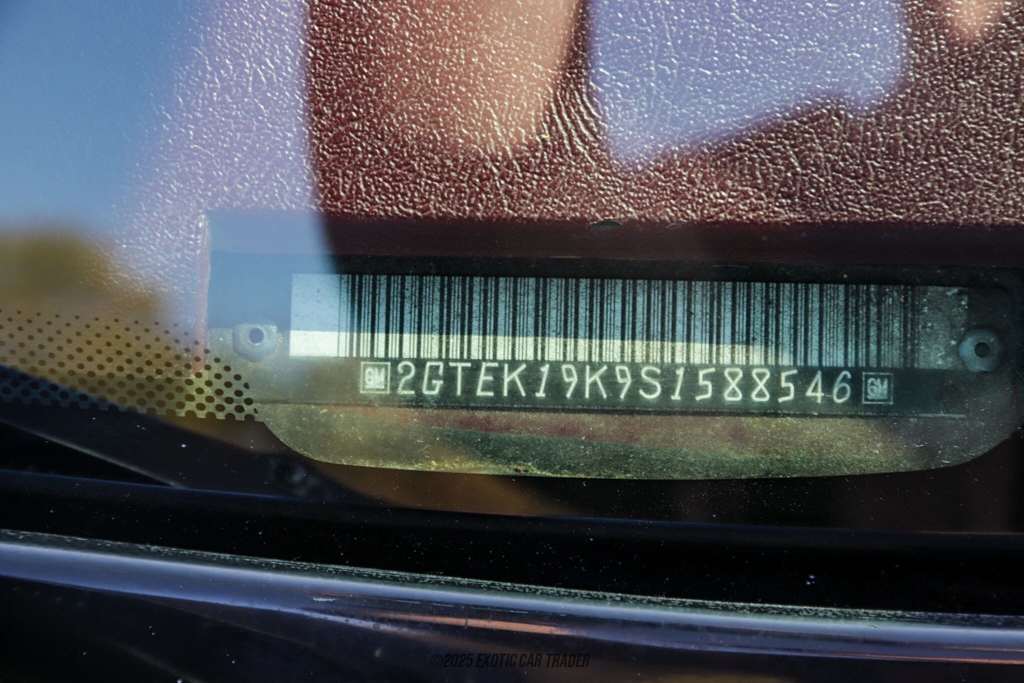 GM 2GTEK19K9S1588546 GM
©2025 EXOTIC CAR TRADER